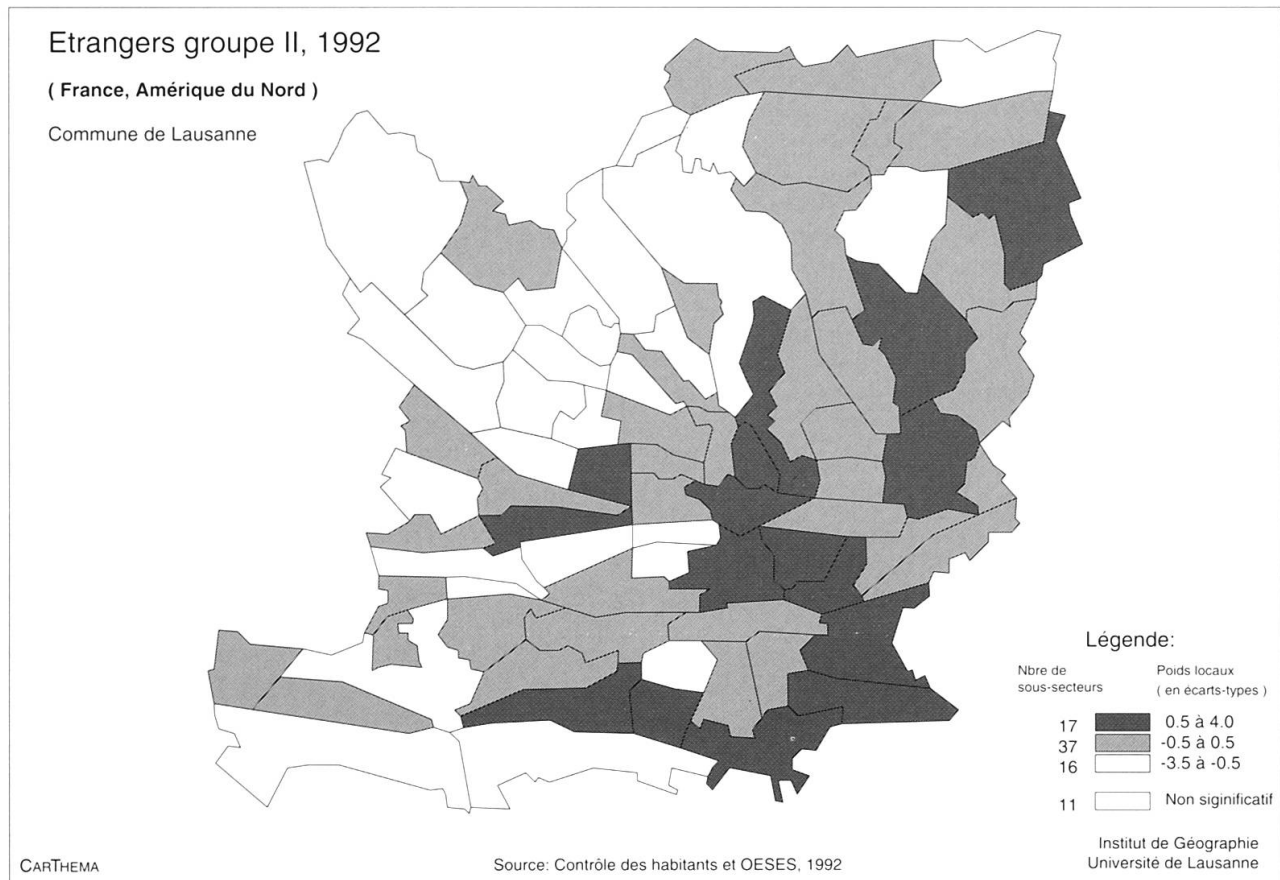 Etrangers groupe II, 1992
( France, Amérique du Nord )
Commune de Lausanne
Légende:
Nbre de
sous-secteurs
Poids locaux
( en écarts-types )
17 0.5 à 4.0
37 -0.5 à 0.5
16 -3.5 à -0.5
11 Non siginificatif
Institut de Géographie
Université de Lausanne
CARTHEMA
Source: Contrôle des habitants et OESES, 1992